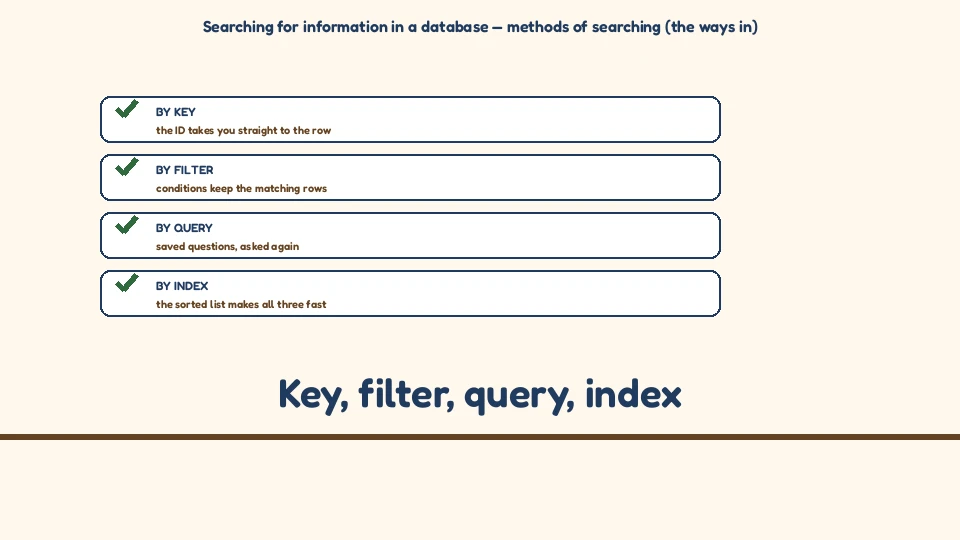 Searching for information in a database — methods of searching (the ways in)
BY KEY
the ID takes you straight to the row
BY FILTER
conditions keep the matching rows
BY QUERY
saved questions, asked again
BY INDEX
the sorted list makes all three fast
Key, filter, query, index